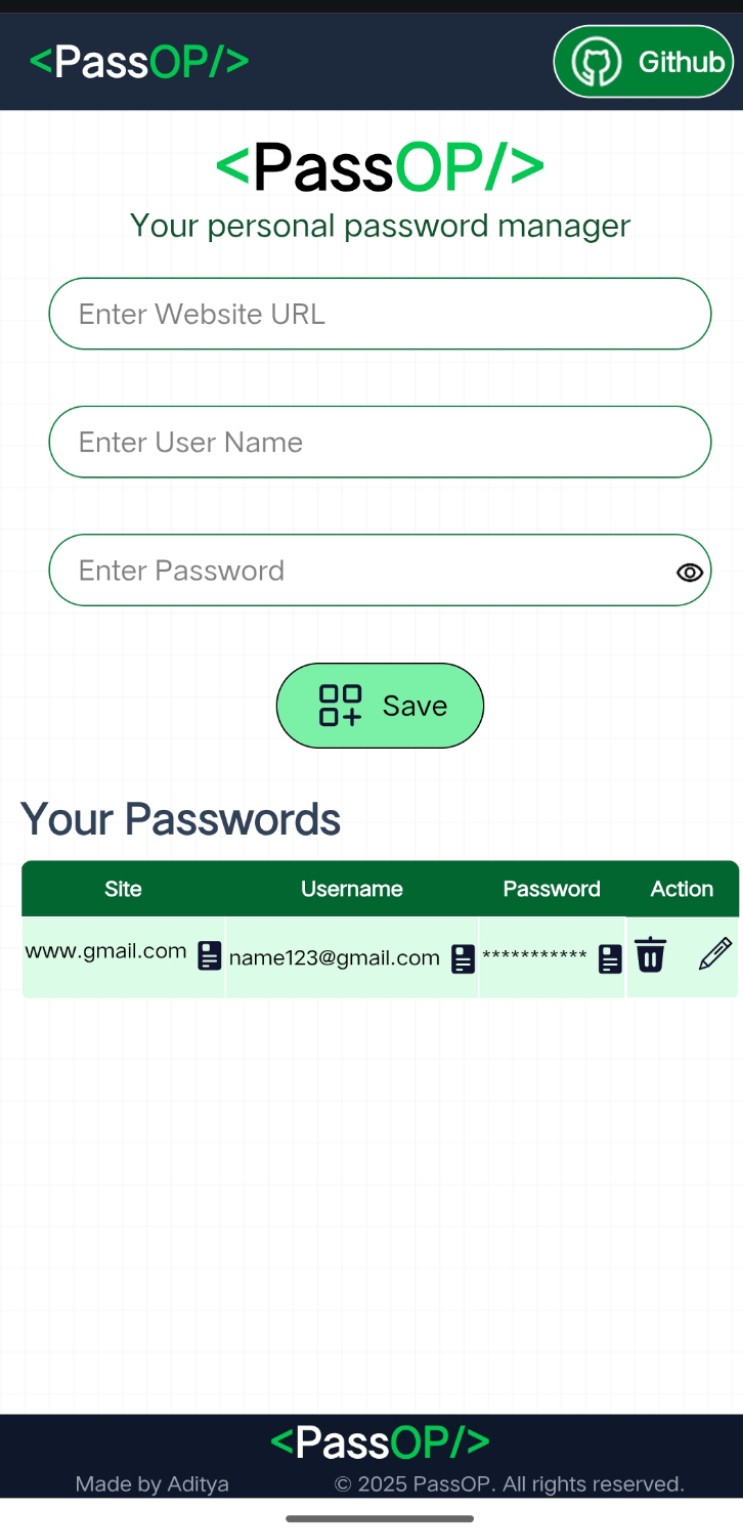 <PassOP/>
Github
<PassOP/>
Your personal password manager
Enter Website URL
Enter User Name
Enter Password
Save
Your Passwords
Site Username Password Action
www.gmail.com name123@gmail.com ***********
<PassOP/>
Made by Aditya © 2025 PassOP. All rights reserved.